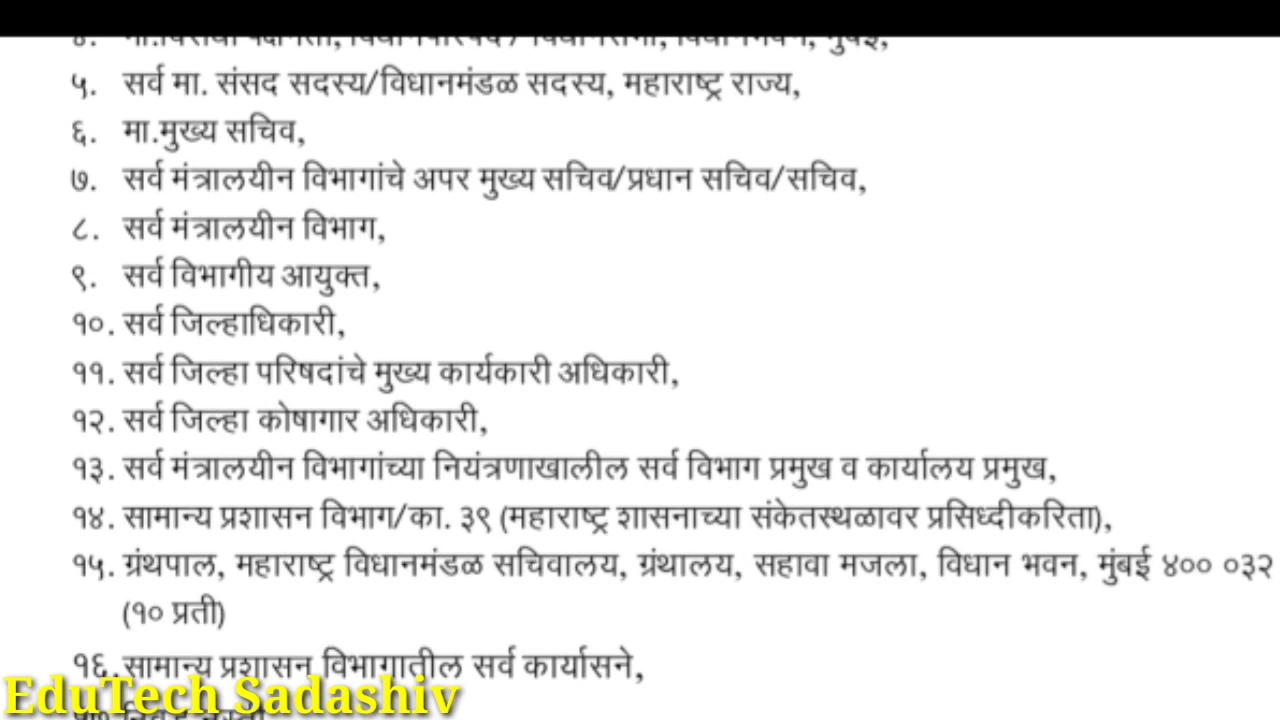 ५. सर्व मा. संसद सदस्य/विधानमंडळ सदस्य, महाराष्ट्र राज्य,
६. मा.मुख्य सचिव,
७. सर्व मंत्रालयीन विभागांचे अपर मुख्य सचिव/प्रधान सचिव/सचिव,
८. सर्व मंत्रालयीन विभाग,
९. सर्व विभागीय आयुक्त,
१०. सर्व जिल्हाधिकारी,
११. सर्व जिल्हा परिषदांचे मुख्य कार्यकारी अधिकारी,
१२. सर्व जिल्हा कोषागार अधिकारी,
१३. सर्व मंत्रालयीन विभागांच्या नियंत्रणाखालील सर्व विभाग प्रमुख व कार्यालय प्रमुख,
१४. सामान्य प्रशासन विभाग/का. ३९ (महाराष्ट्र शासनाच्या संकेतस्थळावर प्रसिध्दीकरिता),
१५. ग्रंथपाल, महाराष्ट्र विधानमंडळ सचिवालय, ग्रंथालय, सहावा मजला, विधान भवन, मुंबई ४०० ०३२
(१० प्रती)
१६. सामान्य प्रशासन विभागातील सर्व कार्यासने,
EduTech Sadashiv